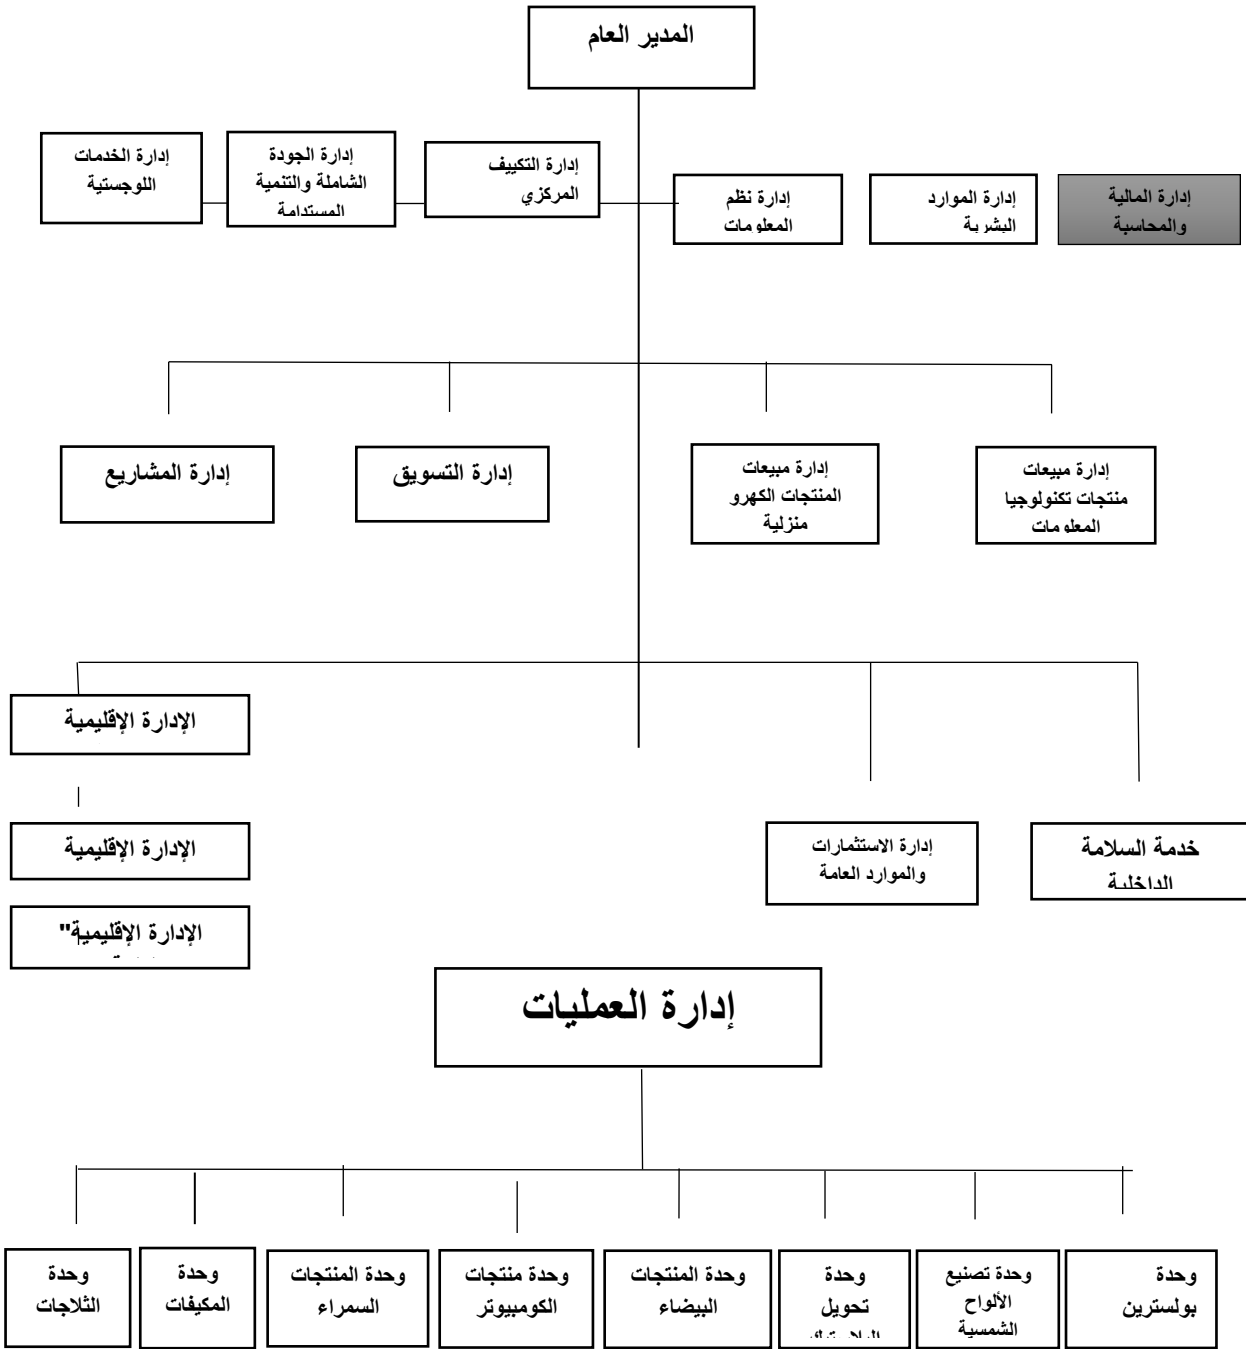 المدير العام
إدارة المالية
والمحاسبة
إدارة الموارد
البشرية
إدارة نظم
المعلومات
إدارة التكييف
المركزي
إدارة الجودة
الشاملة والتنمية
المستدامة
إدارة الخدمات
اللوجستية
إدارة مبيعات
منتجات تكنولوجيا
المعلومات
إدارة مبيعات
المنتجات الكهرو
منزلية
إدارة التسويق
إدارة المشاريع
الإدارة الإقليمية
خدمة السلامة
الداخلية
إدارة الاستثمارات
والموارد العامة
الإدارة الإقليمية
الإدارة الإقليمية"
إدارة العمليات
وحدة
بولسترين
وحدة تصنيع
الألواح
الشمسية
وحدة
تحويل
البلاستيك
وحدة المنتجات
البيضاء
وحدة منتجات
الكومبيوتر
وحدة المنتجات
السمراء
وحدة
المكيفات
وحدة
الثلاجات